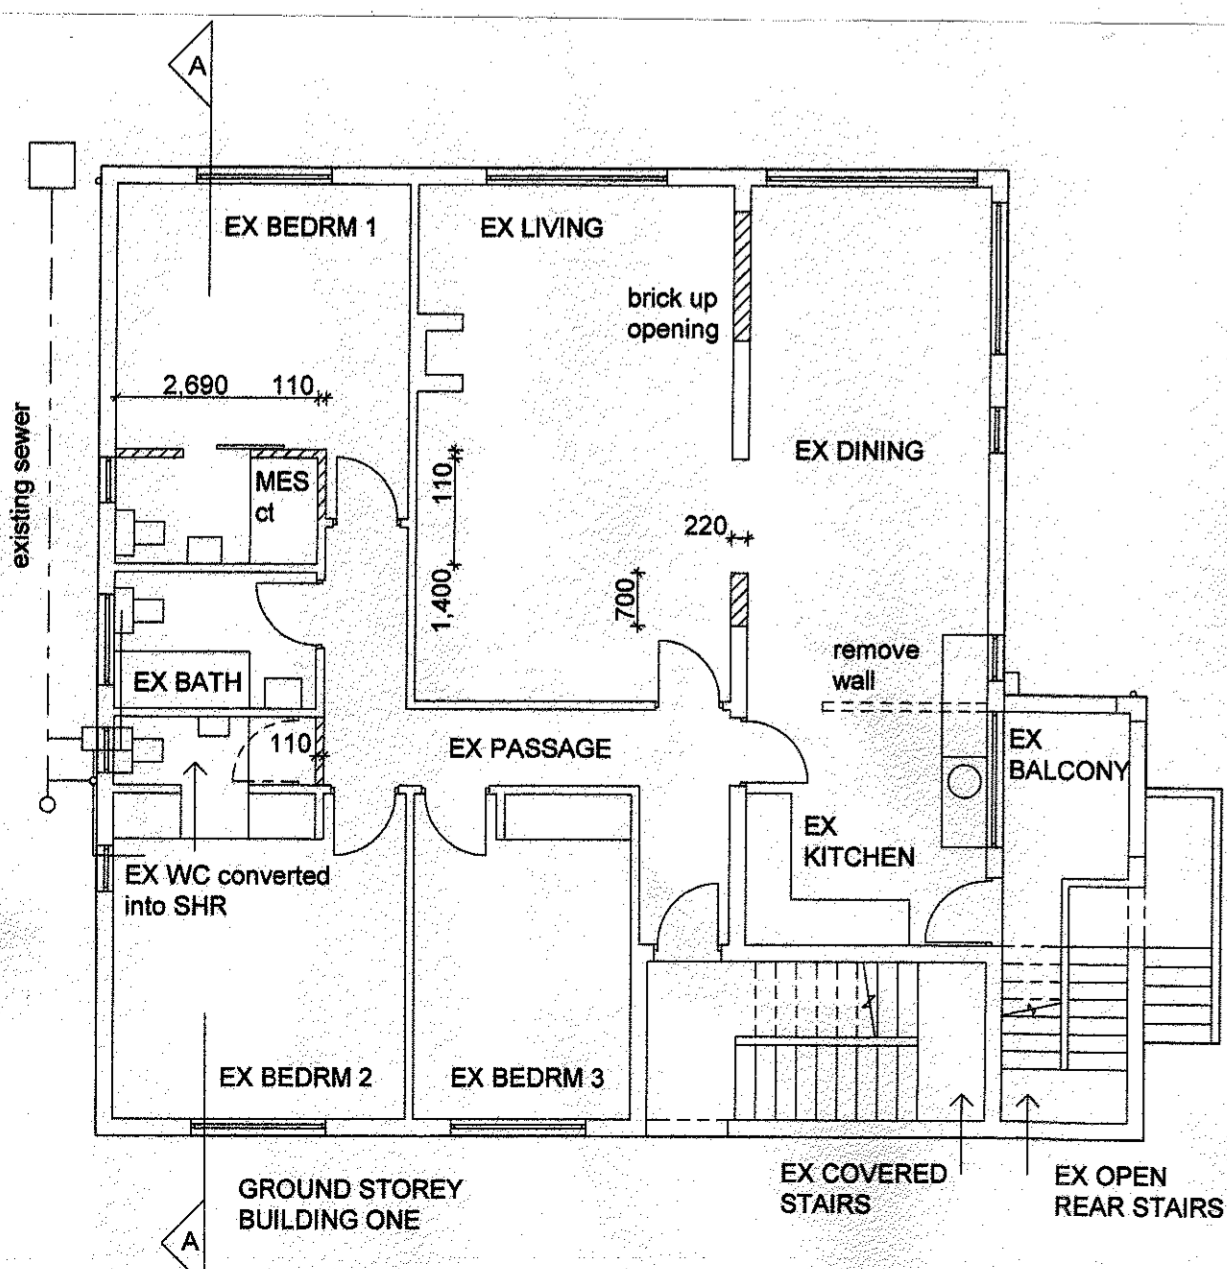 A
EX BEDRM 1
EX LIVING
brick up
opening
2,690
110
existing sewer
MES
ct
110
EX DINING
220
1,400
700
EX BATH
remove
wall
110
EX PASSAGE
EX
BALCONY
EX
KITCHEN
EX WC converted
into SHR
EX BEDRM 2
EX BEDRM 3
GROUND STOREY
BUILDING ONE
EX COVERED
STAIRS
EX OPEN
REAR STAIRS
A